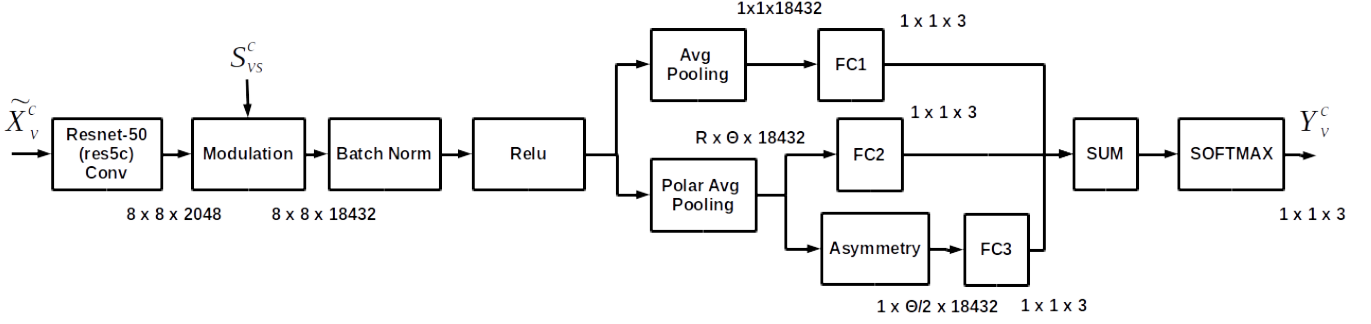 1x1x18432
1 x 1 x 3
S^c_vs
Avg
Pooling
FC1
X̃^c_v
Resnet-50
(res5c)
Conv
Modulation
Batch Norm
Relu
1 x 1 x 3
R x Θ x 18432
FC2
SUM
SOFTMAX
Y^c_v
Polar Avg
Pooling
8 x 8 x 2048
8 x 8 x 18432
1 x 1 x 3
Asymmetry
FC3
1 x Θ/2 x 18432
1 x 1 x 3